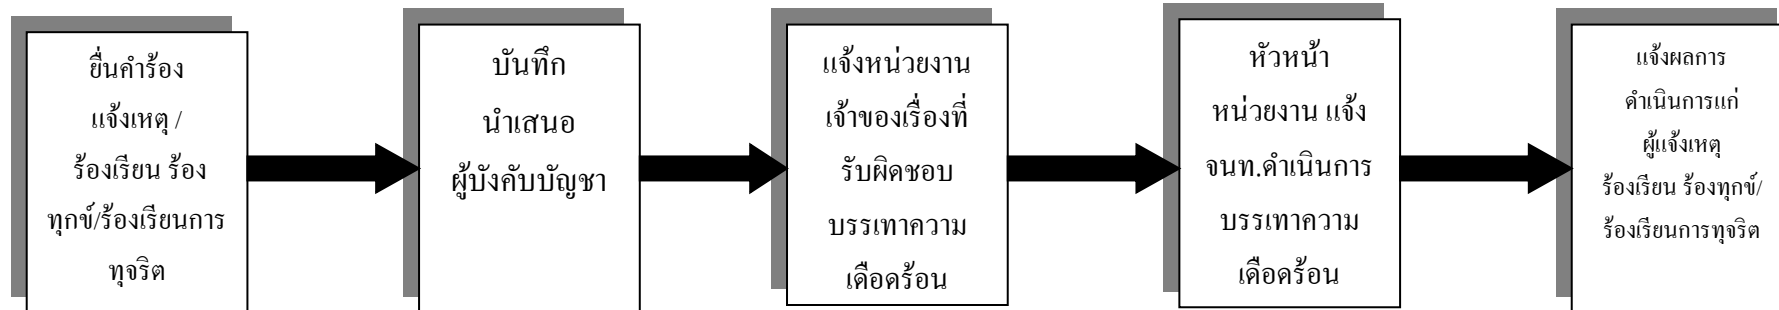 ยื่นคำร้อง
แจ้งเหตุ /
ร้องเรียน ร้อง
ทุกข์/ร้องเรียนการ
ทุจริต
บันทึก
นำเสนอ
ผู้บังคับบัญชา
แจ้งหน่วยงาน
เจ้าของเรื่องที่
รับผิดชอบ
บรรเทาความ
เดือดร้อน
หัวหน้า
หน่วยงาน แจ้ง
จนท.ดำเนินการ
บรรเทาความ
เดือดร้อน
แจ้งผลการ
ดำเนินการแก่
ผู้แจ้งเหตุ
ร้องเรียน ร้องทุกข์/
ร้องเรียนการทุจริต